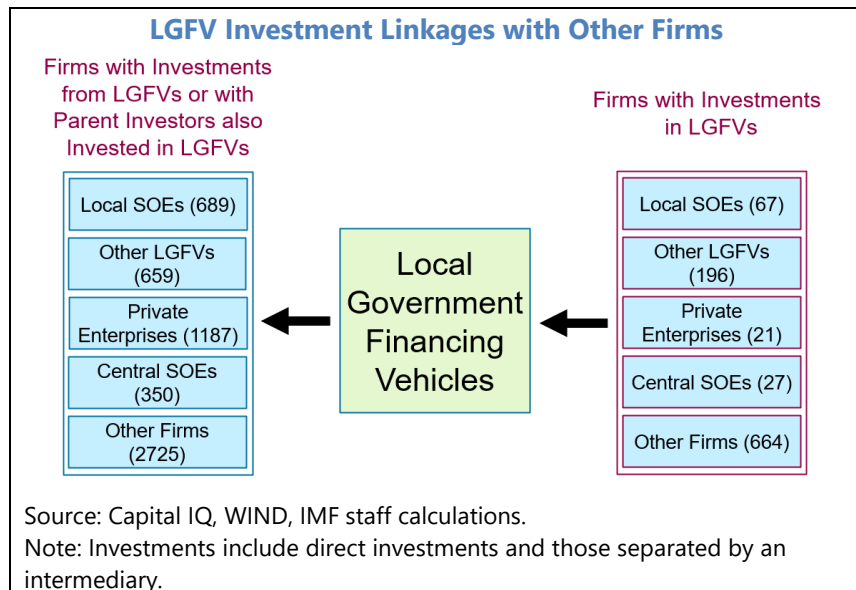 LGFV Investment Linkages with Other Firms
Firms with Investments
from LGFVs or with
Parent Investors also
Invested in LGFVs
Local SOEs (689)
Other LGFVs
(659)
Private
Enterprises (1187)
Central SOEs
(350)
Other Firms
(2725)
Local
Government
Financing
Vehicles
Firms with Investments
in LGFVs
Local SOEs (67)
Other LGFVs
(196)
Private
Enterprises (21)
Central SOEs (27)
Other Firms (664)
Source: Capital IQ, WIND, IMF staff calculations.
Note: Investments include direct investments and those separated by an
intermediary.